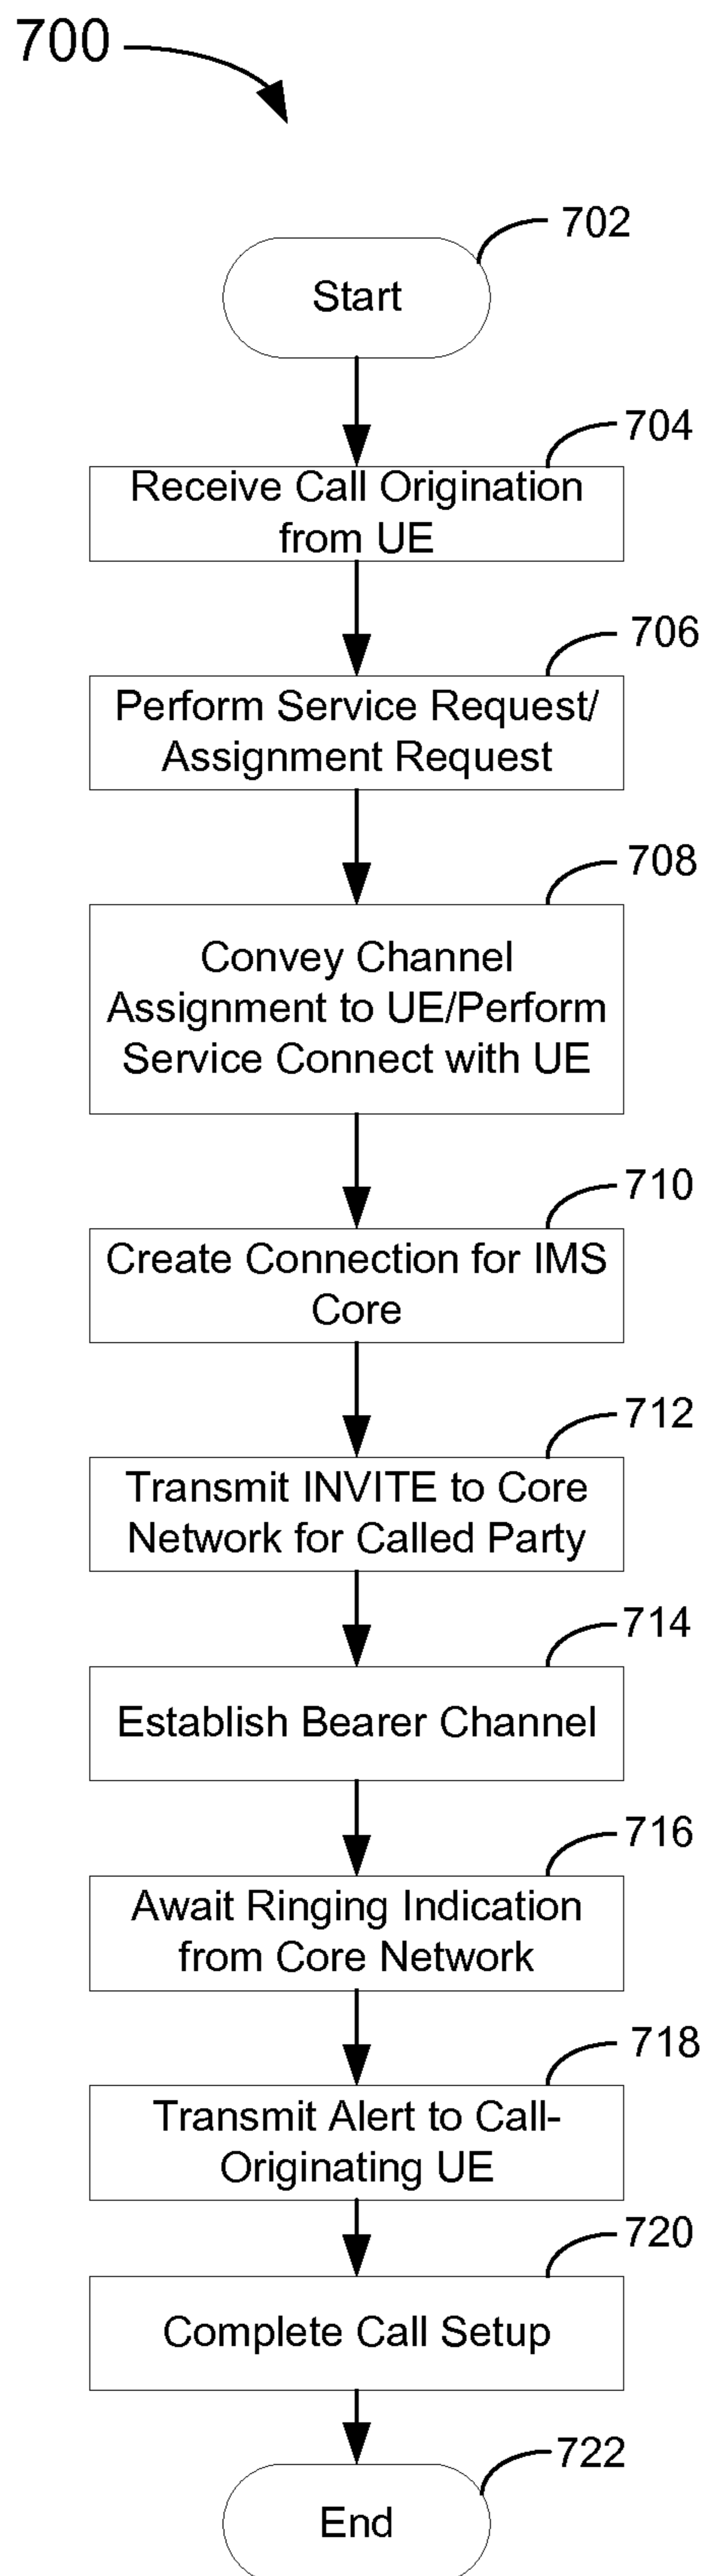 700
702
Start
704
Receive Call Origination
from UE
706
Perform Service Request/
Assignment Request
708
Convey Channel
Assignment to UE/Perform
Service Connect with UE
710
Create Connection for IMS
Core
712
Transmit INVITE to Core
Network for Called Party
714
Establish Bearer Channel
716
Await Ringing Indication
from Core Network
718
Transmit Alert to Call-
Originating UE
720
Complete Call Setup
722
End